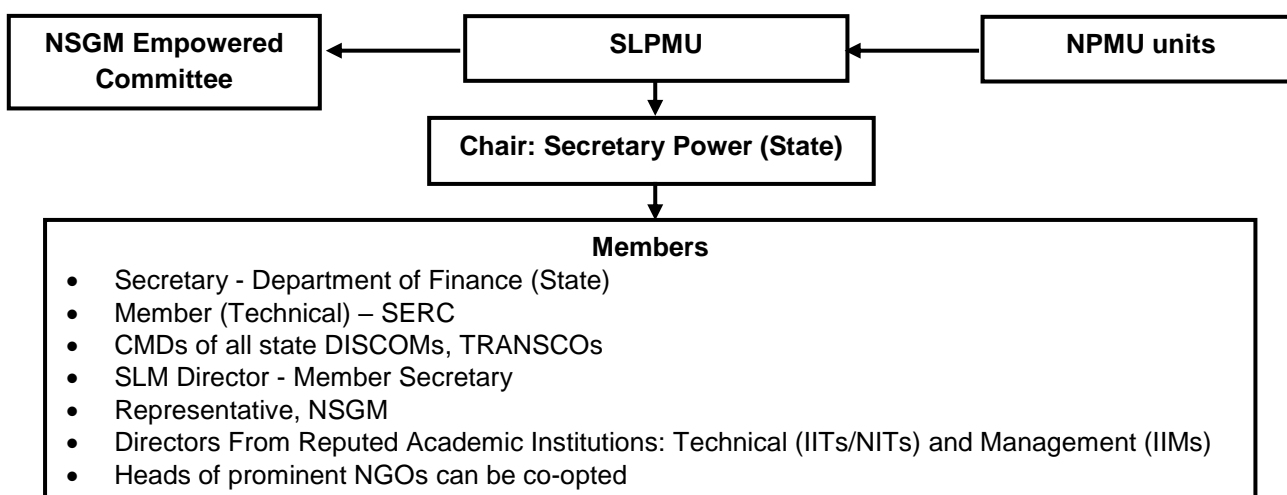 NSGM Empowered
Committee
SLPMU
NPMU units
Chair: Secretary Power (State)
Members
• Secretary - Department of Finance (State)
• Member (Technical) – SERC
• CMDs of all state DISCOMs, TRANSCOs
• SLM Director - Member Secretary
• Representative, NSGM
• Directors From Reputed Academic Institutions: Technical (IITs/NITs) and Management (IIMs)
• Heads of prominent NGOs can be co-opted